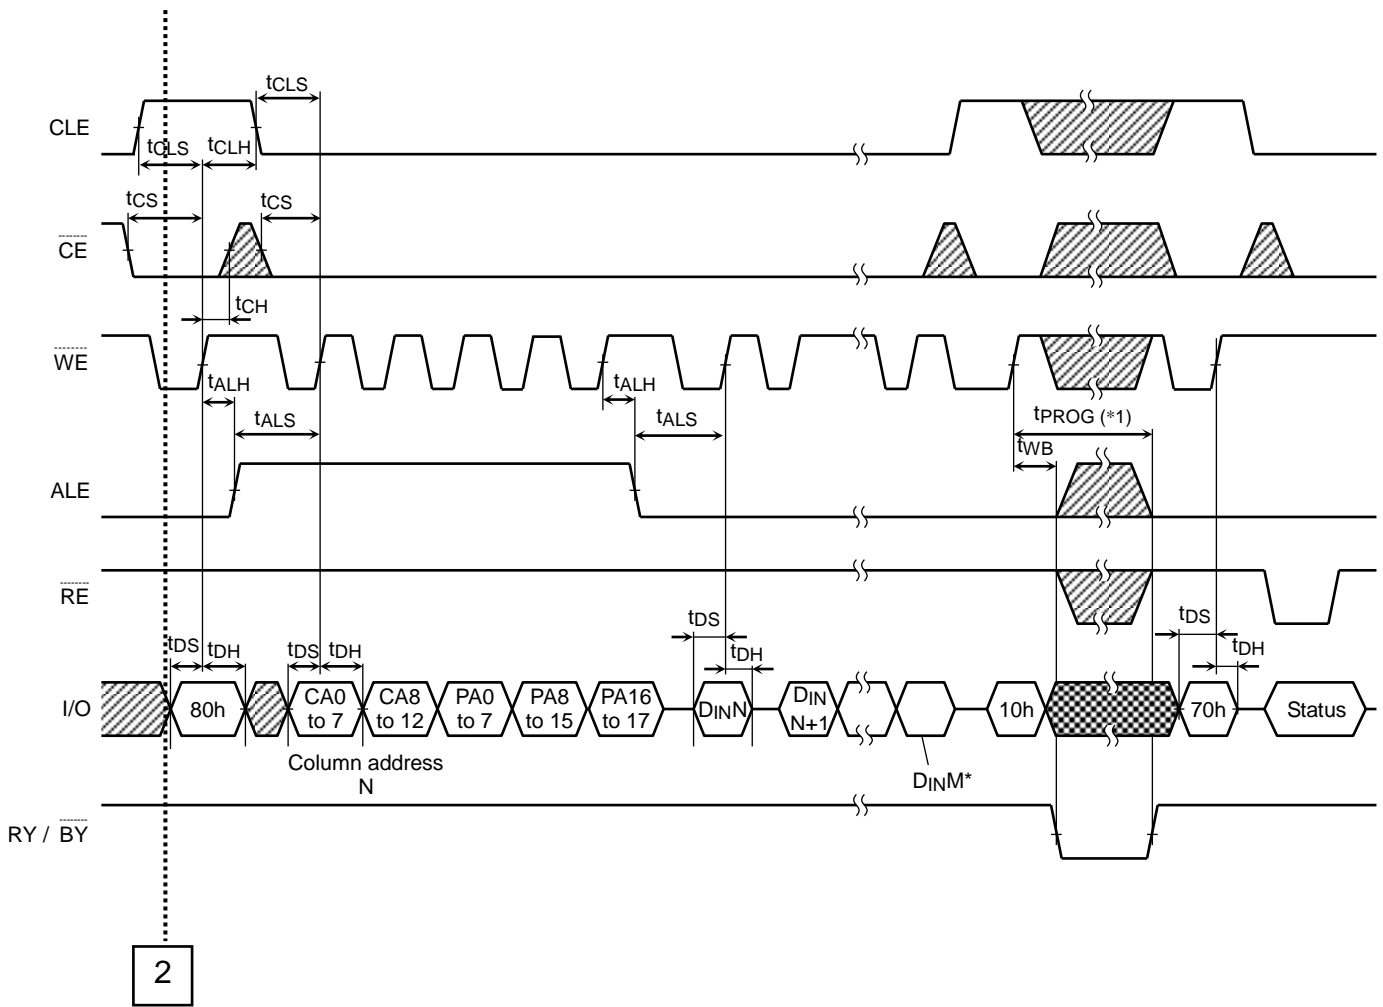 tCLS
CLE
tCLS tCLH
tCS tCS
CE
tCH
WE
tALH tALH
tALS tALS
tPROG (*1)
tWB
ALE
RE
tDS tDH tDS tDH tDS tDH tDS tDH
I/O
80h
CA0 to 7
CA8 to 12
PA0 to 7
PA8 to 15
PA16 to 17
DINN
DIN N+1
10h
70h
Status
Column address
N
DINM*
RY / BY
2